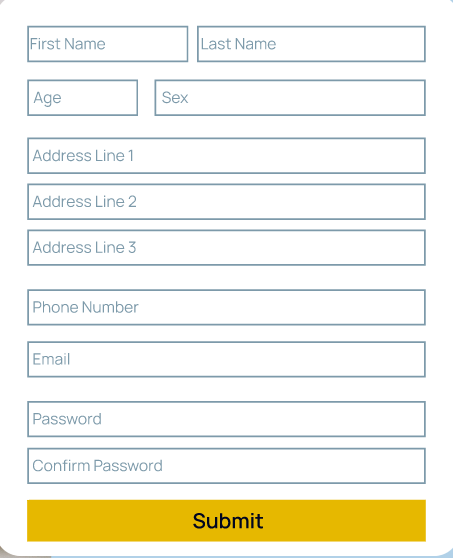 First Name Last Name
Age Sex
Address Line 1
Address Line 2
Address Line 3
Phone Number
Email
Password
Confirm Password
Submit